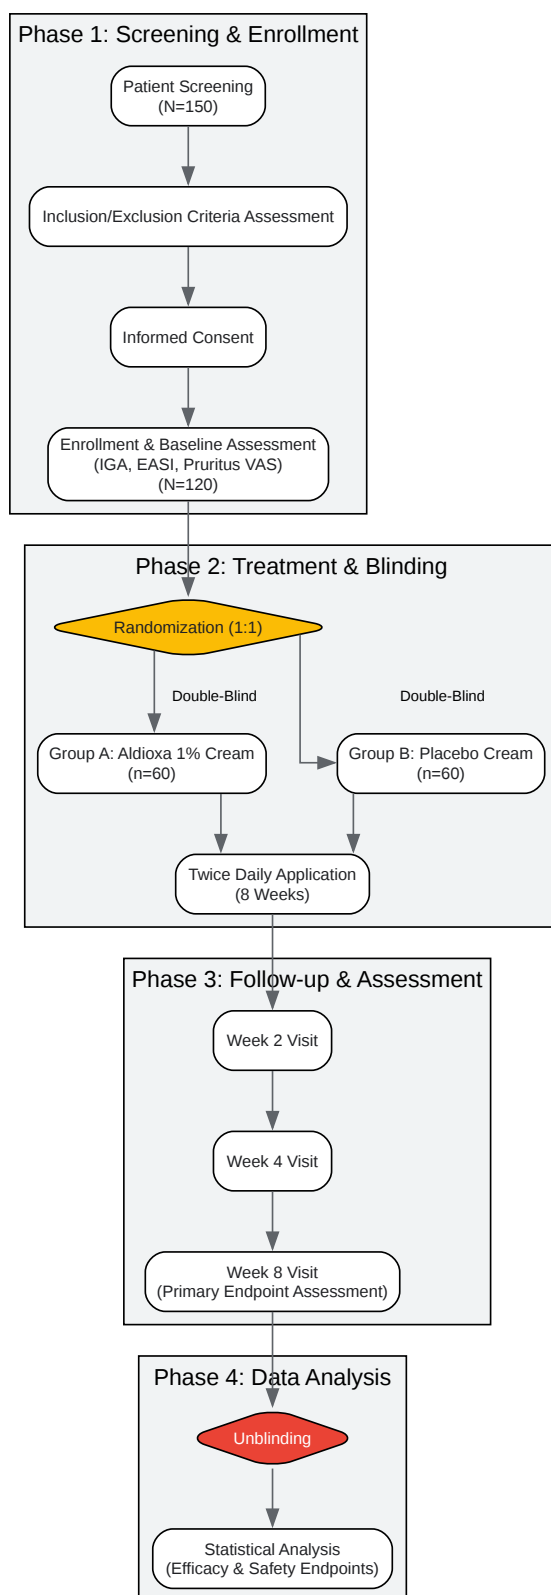 Phase 1: Screening & Enrollment
Patient Screening
(N=150)
Inclusion/Exclusion Criteria Assessment
Informed Consent
Enrollment & Baseline Assessment
(IGA, EASI, Pruritus VAS)
(N=120)
Phase 2: Treatment & Blinding
Randomization (1:1)
Double-Blind
Double-Blind
Group A: Aldioxa 1% Cream
(n=60)
Group B: Placebo Cream
(n=60)
Twice Daily Application
(8 Weeks)
Phase 3: Follow-up & Assessment
Week 2 Visit
Week 4 Visit
Week 8 Visit
(Primary Endpoint Assessment)
Phase 4: Data Analysis
Unblinding
Statistical Analysis
(Efficacy & Safety Endpoints)